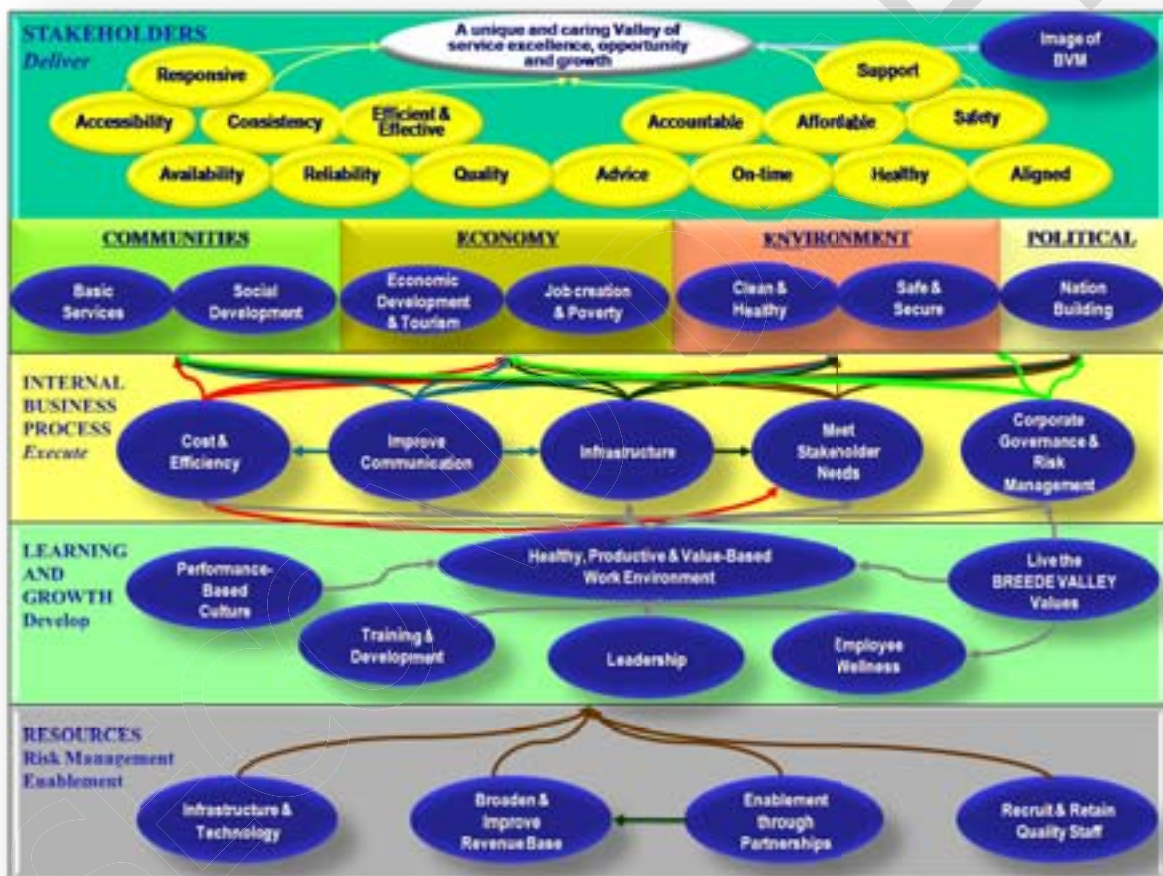 STAKEHOLDERS
Deliver
A unique and caring Valley of
service excellence, opportunity
and growth
Image of
BVM
Responsive
Support
Accessibility
Consistency
Efficient &
Effective
Accountable
Affordable
Safety
Availability
Reliability
Quality
Advice
On-time
Healthy
Aligned
COMMUNITIES
ECONOMY
ENVIRONMENT
POLITICAL
Basic
Services
Social
Development
Economic
Development
& Tourism
Job creation
& Poverty
Clean &
Healthy
Safe &
Secure
Nation
Building
INTERNAL
BUSINESS
PROCESS
Execute
Cost &
Efficiency
Improve
Communication
Infrastructure
Meet
Stakeholder
Needs
Corporate
Governance &
Risk
Management
LEARNING
AND
GROWTH
Develop
Performance-
Based
Culture
Healthy, Productive & Value-Based
Work Environment
Live the
BREEDE VALLEY
Values
Training &
Development
Leadership
Employee
Wellness
RESOURCES
Risk Management
Enablement
Infrastructure &
Technology
Broaden &
Improve
Revenue Base
Enablement
through
Partnerships
Recruit & Retain
Quality Staff